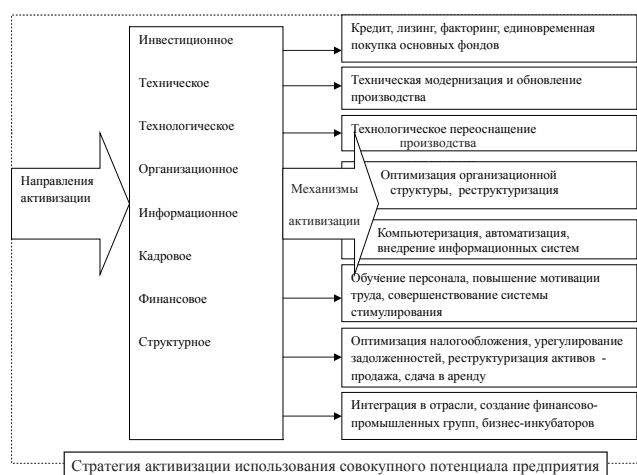 Направления
активизации
Инвестиционное
Техническое
Технологическое
Организационное
Информационное
Кадровое
Финансовое
Структурное
Механизмы
активизации
Кредит, лизинг, факторинг, единовременная
покупка основных фондов
Техническая модернизация и обновление
производства
Технологическое переоснащение
производства
Оптимизация организационной
структуры, реструктуризация
Компьютеризация, автоматизация,
внедрение информационных систем
Обучение персонала, повышение мотивации
труда, совершенствование системы
стимулирования
Оптимизация налогообложения, урегулирование
задолженностей, реструктуризация активов -
продажа, сдача в аренду
Интеграция в отрасли, создание финансово-
промышленных групп, бизнес-инкубаторов
Стратегия активизации использования совокупного потенциала предприятия